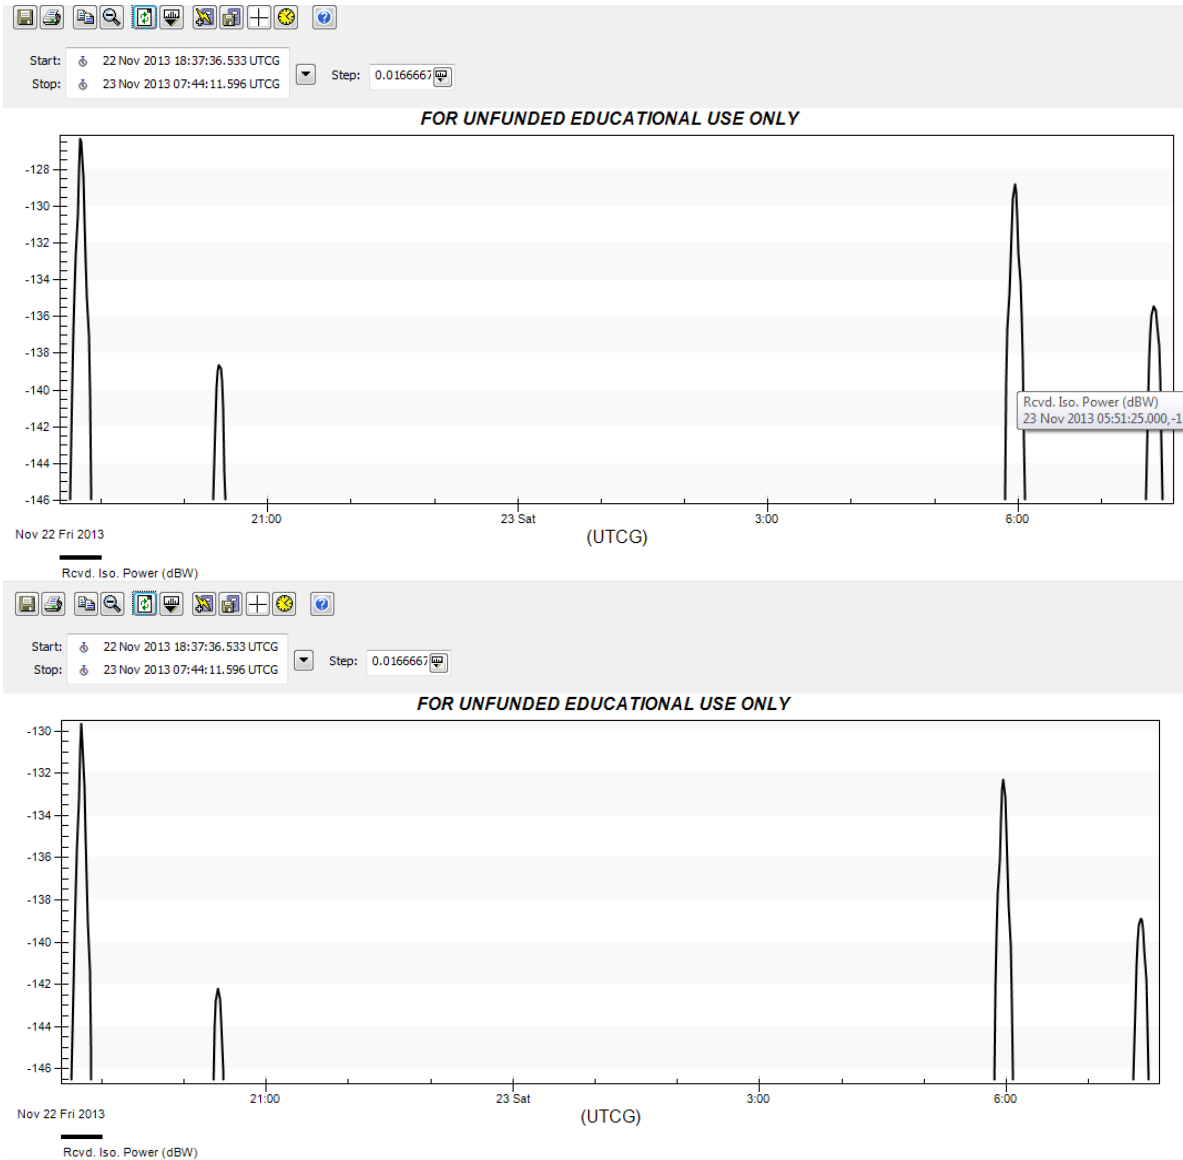 Start: 22 Nov 2013 18:37:36.533 UTCG
Stop: 23 Nov 2013 07:44:11.596 UTCG
Step: 0.0166667
FOR UNFUNDED EDUCATIONAL USE ONLY
-128
-130
-132
-134
-136
-138
-140
-142
-144
-146
Rcvd. Iso. Power (dBW)
23 Nov 2013 05:51:25.000, -1
21:00 23 Sat 3:00 6:00
Nov 22 Fri 2013
(UTCG)
Rcvd. Iso. Power (dBW)
Start: 22 Nov 2013 18:37:36.533 UTCG
Stop: 23 Nov 2013 07:44:11.596 UTCG
Step: 0.0166667
FOR UNFUNDED EDUCATIONAL USE ONLY
-130
-132
-134
-136
-138
-140
-142
-144
-146
21:00 23 Sat 3:00 6:00
Nov 22 Fri 2013
(UTCG)
Rcvd. Iso. Power (dBW)